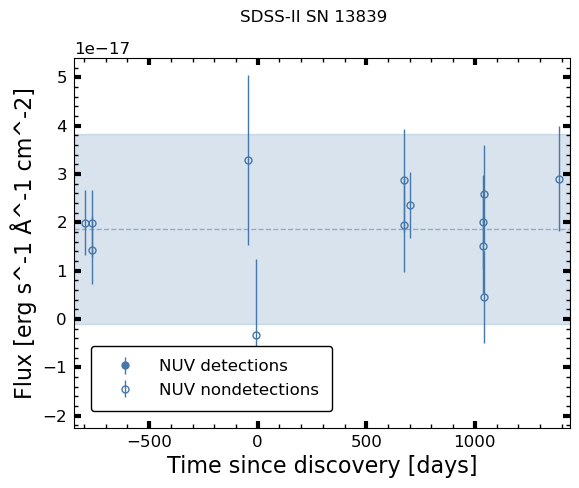 SDSS-II SN 13839
1e−17
5
4
3
2
1
0
−1
−2
Flux [erg s^-1 Å^-1 cm^-2]
NUV detections
NUV nondetections
−500 0 500 1000
Time since discovery [days]